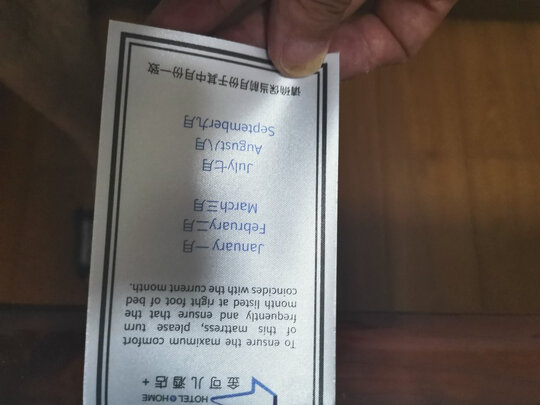 金可儿酒店+
HOTEL@HOME
To ensure the maximum comfort
of this mattress, please turn
frequently and ensure that the
month listed at right foot of bed
coincides with the current month.
January一月
February二月
March三月
July七月
August八月
September九月
请确保当前月份于其中月份一致